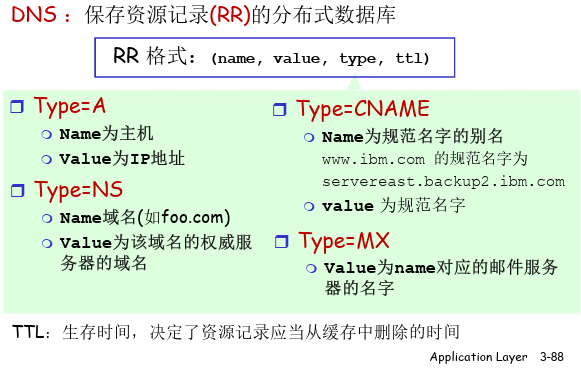 DNS ： 保存资源记录(RR)的分布式数据库
RR 格式：(name, value, type, ttl)
Type=A
Name为主机
Value为IP地址
Type=NS
Name域名(如foo.com)
Value为该域名的权威服
务器的域名
Type=CNAME
Name为规范名字的别名
www.ibm.com 的规范名字为
servereast.backup2.ibm.com
value 为规范名字
Type=MX
Value为name对应的邮件服务
器的名字
TTL：生存时间，决定了资源记录应当从缓存中删除的时间
Application Layer 3-88